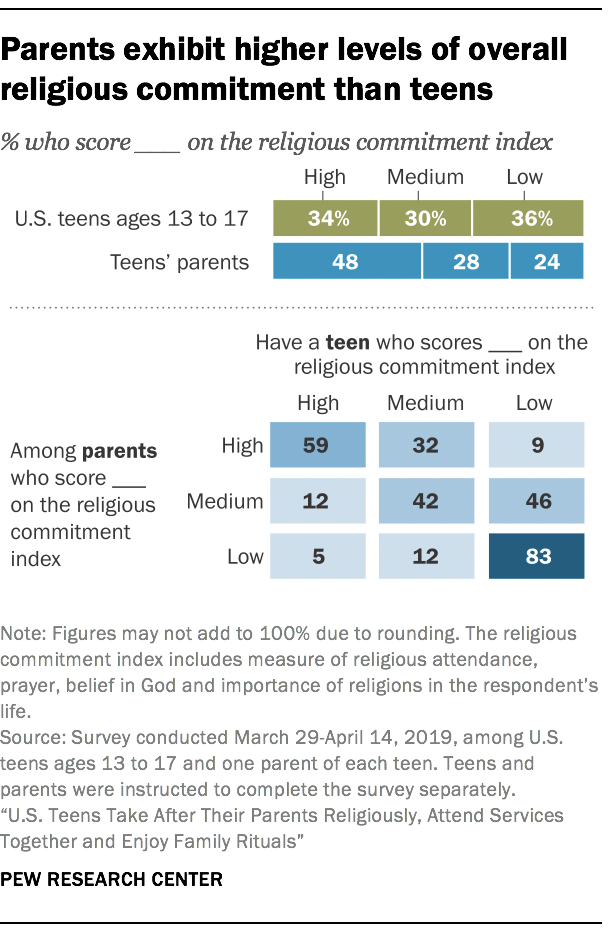 Parents exhibit higher levels of overall
religious commitment than teens
% who score ___ on the religious commitment index
High Medium Low
U.S. teens ages 13 to 17 34% 30% 36%
Teens' parents 48 28 24
Have a teen who scores ___ on the
religious commitment index
High Medium Low
Among parents
who score ___
on the religious
commitment
index
High 59 32 9
Medium 12 42 46
Low 5 12 83
Note: Figures may not add to 100% due to rounding. The religious
commitment index includes measure of religious attendance,
prayer, belief in God and importance of religions in the respondent's
life.
Source: Survey conducted March 29-April 14, 2019, among U.S.
teens ages 13 to 17 and one parent of each teen. Teens and
parents were instructed to complete the survey separately.
“U.S. Teens Take After Their Parents Religiously, Attend Services
Together and Enjoy Family Rituals”
PEW RESEARCH CENTER